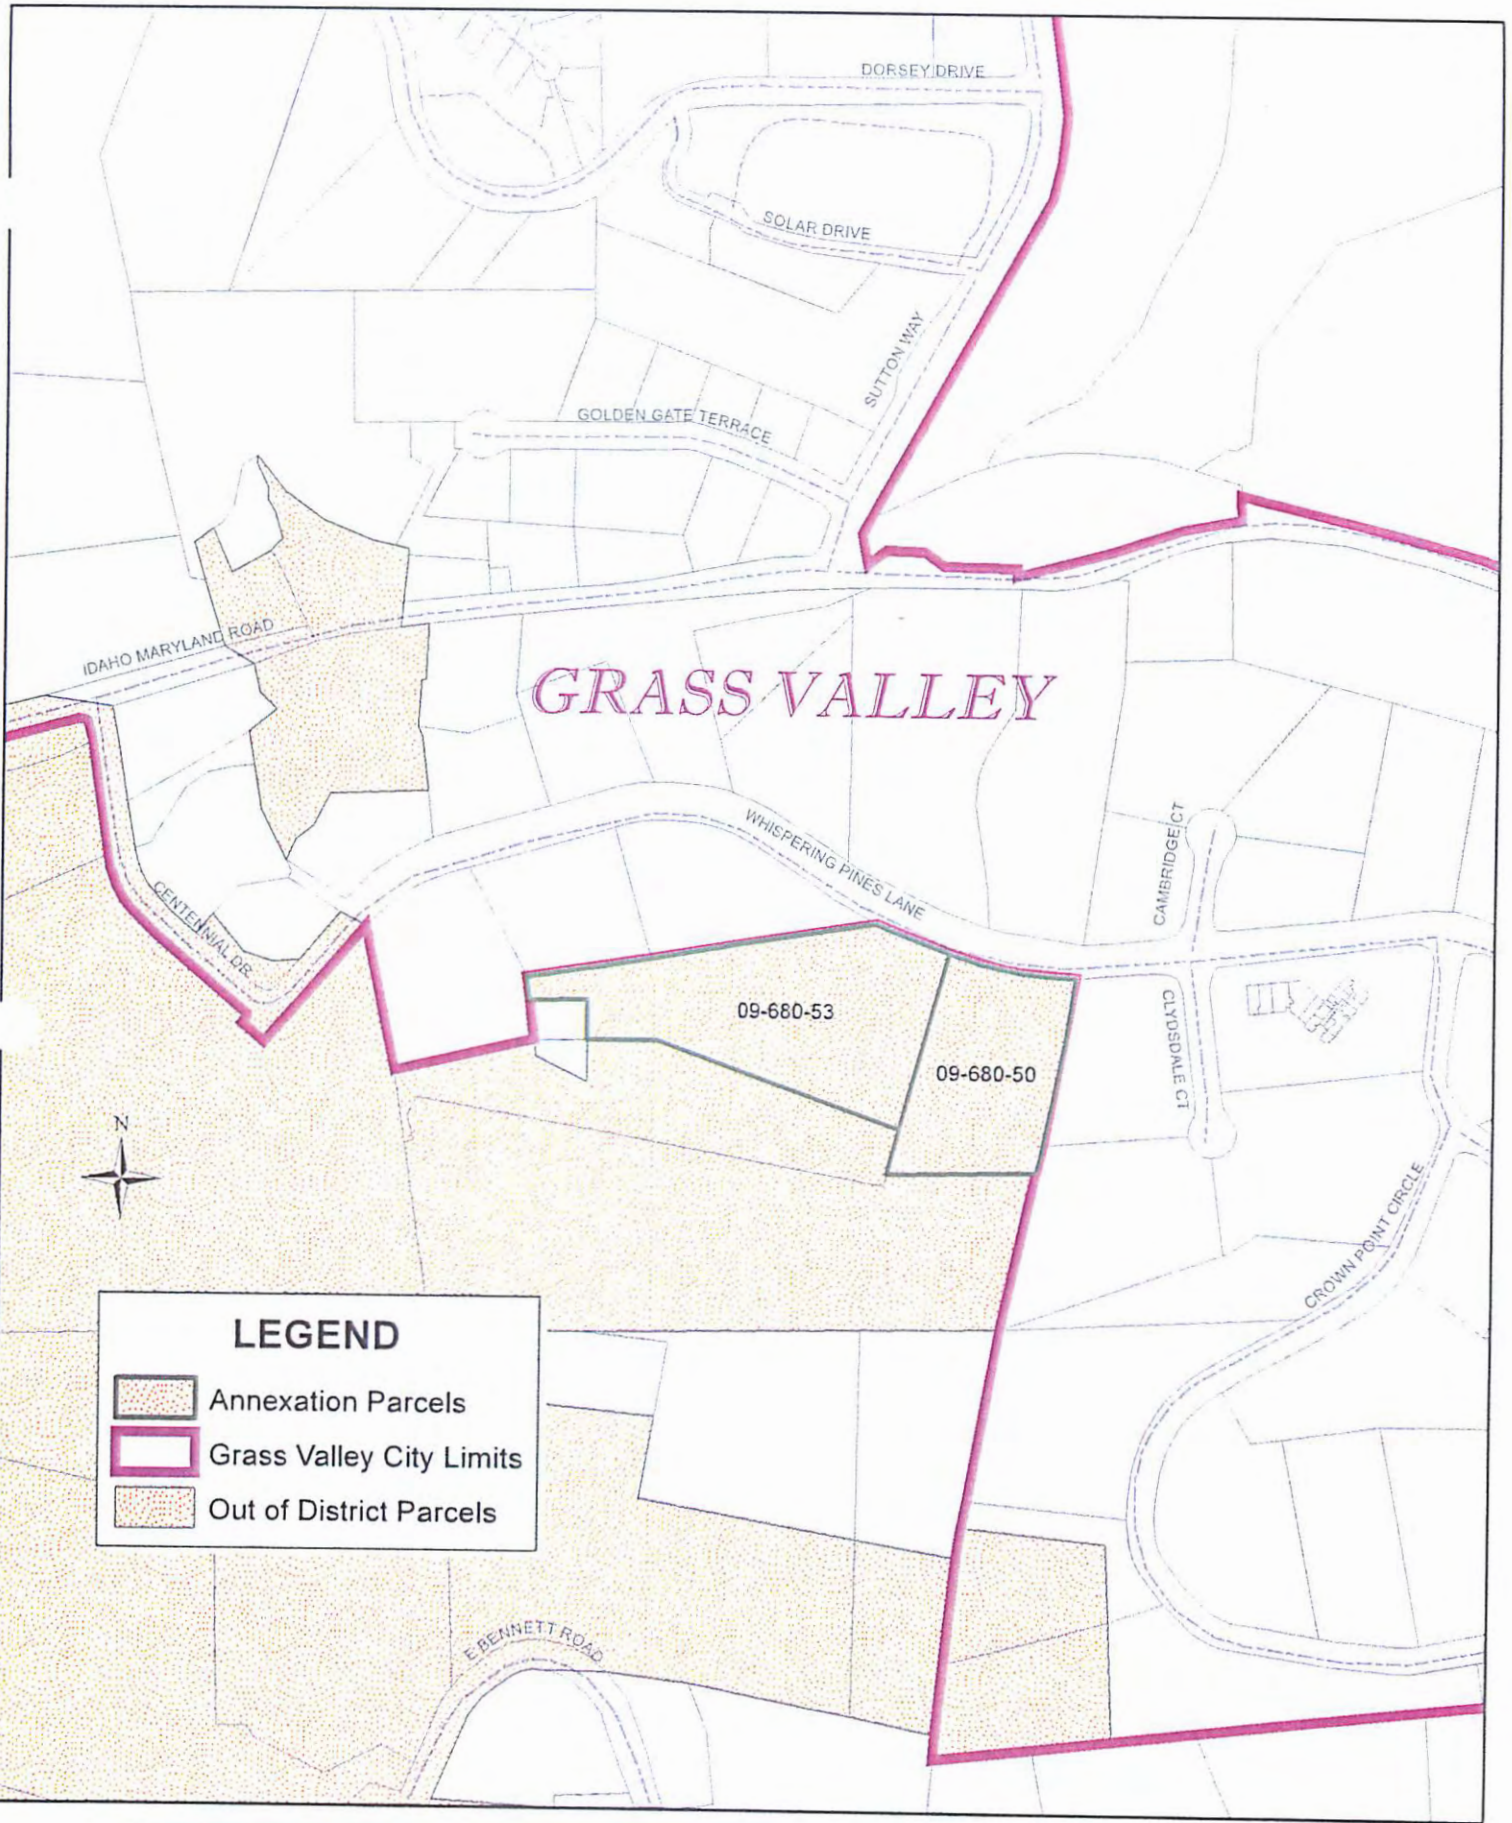 DORSEY DRIVE
SOLAR DRIVE
SUTTON WAY
GOLDEN GATE TERRACE
IDAHO MARYLAND ROAD
GRASS VALLEY
WHISPERING PINES LANE
CAMBRIDGE CT
CENTENNIAL DR
09-680-53
CLYDSDALE CT
09-680-50
N
CROWN POINT CIRCLE
LEGEND
Annexation Parcels
Grass Valley City Limits
Out of District Parcels
E BENNETT ROAD